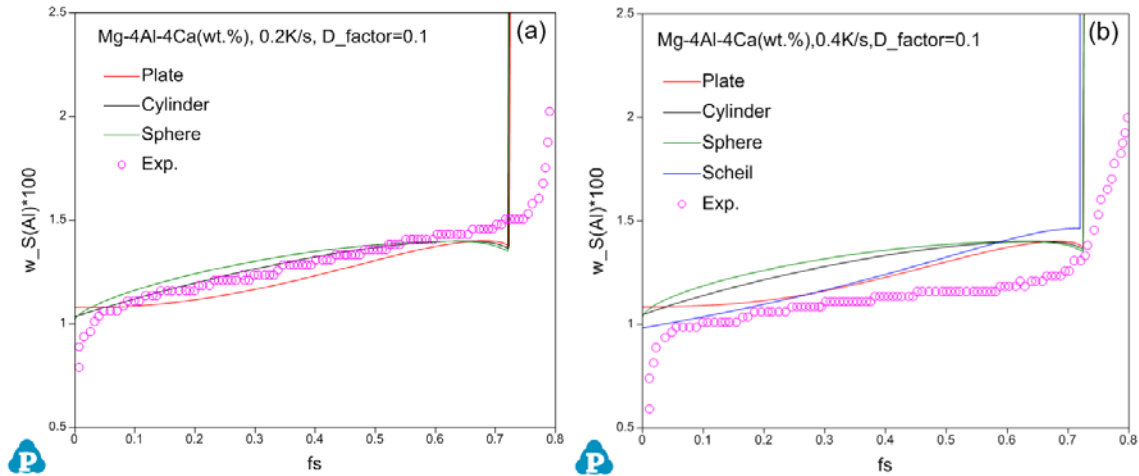 (a)
Mg-4Al-4Ca(wt.%), 0.2K/s, D_factor=0.1
Plate
Cylinder
Sphere
Exp.
w_S(Al)*100
2.5
2
1.5
1
0.5
0 0.1 0.2 0.3 0.4 0.5 0.6 0.7 0.8
fs
P
(b)
Mg-4Al-4Ca(wt.%),0.4K/s,D_factor=0.1
Plate
Cylinder
Sphere
Scheil
Exp.
w_S(Al)*100
2.5
2
1.5
1
0.5
0 0.1 0.2 0.3 0.4 0.5 0.6 0.7 0.8
fs
P